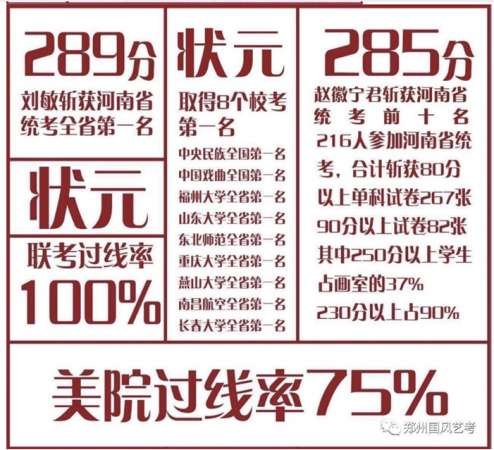 289分
刘敏斩获河南省
统考全省第一名
状元
联考过线率
100%
状元
取得8个校考
第一名
中央民族全国第一名
中国戏曲全国第一名
福州大学全省第一名
山东大学全省第一名
东北师范全省第一名
重庆大学全省第一名
燕山大学全省第一名
南昌航空全省第一名
长春大学全省第一名
285分
赵徽宁君斩获河南省
统考前十名
216人参加河南省统
考，合计斩获80分
以上单科试卷267张
90分以上试卷82张
其中250分以上学生
占画室的37%
230分以上占90%
美院过线率75%
郑州国风艺考